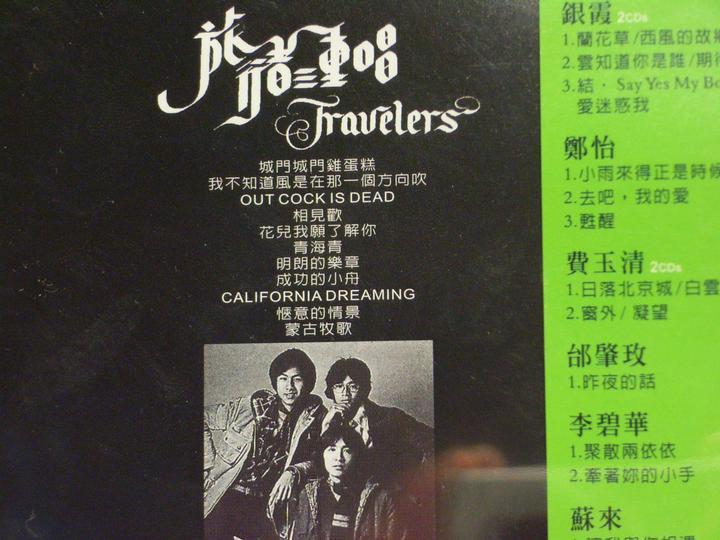 旅行者三重唱
Travelers
城門城門雞蛋糕
我不知道風是在那一個方向吹
OUT COCK IS DEAD
相見歡
花兒我願了解你
青海青
明朗的樂章
成功的小舟
CALIFORNIA DREAMING
愜意的情景
蒙古牧歌
銀霞 2CDs
1.蘭花草/西風的故鄉
2.雲知道你是誰/期待
3.結， Say Yes My Bo
愛迷惑我
鄭怡
1.小雨來得正是時候
2.去吧，我的愛
3.甦醒
費玉清 2CDs
1.日落北京城/白雲
2.窗外/ 凝望
邰肇玫
1.昨夜的話
李碧華
1.聚散兩依依
2.牽著妳的小手
蘇來